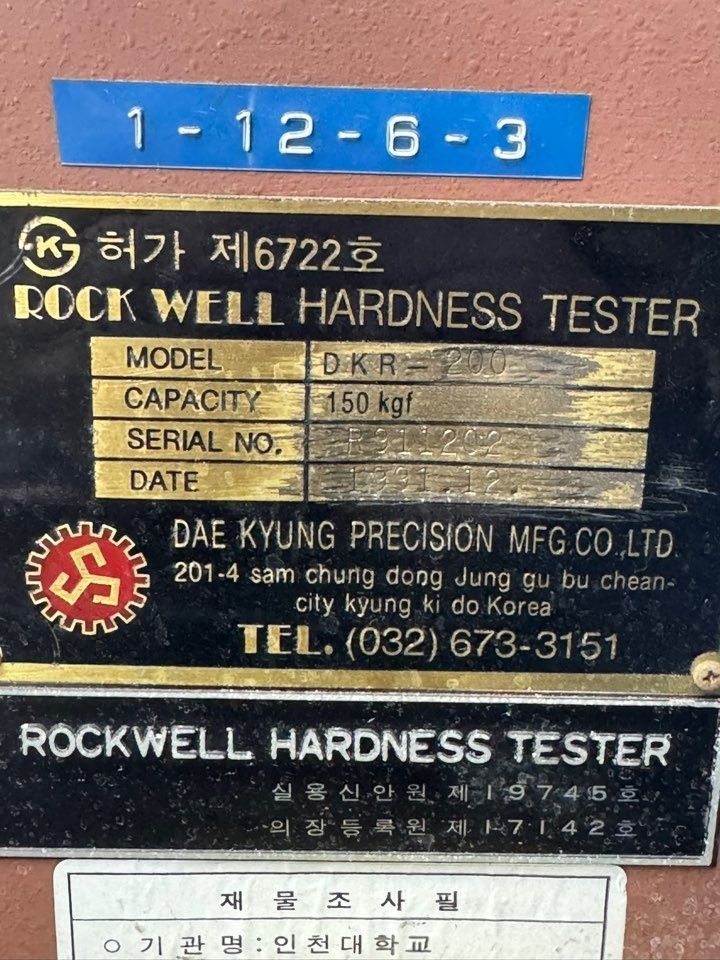 1-12-6-3
허가 제6722호
ROCK WELL HARDNESS TESTER
MODEL DKR-200
CAPACITY 150 kgf
SERIAL NO. R911202
DATE 1991.12.
DAE KYUNG PRECISION MFG.CO.,LTD.
201-4 sam chung dong Jung gu bu chean-
city kyung ki do Korea
TEL. (032) 673-3151
ROCKWELL HARDNESS TESTER
실용신안원 제19745호
의장등록원 제17142호
재물조사필
○ 기관명 : 인천대학교